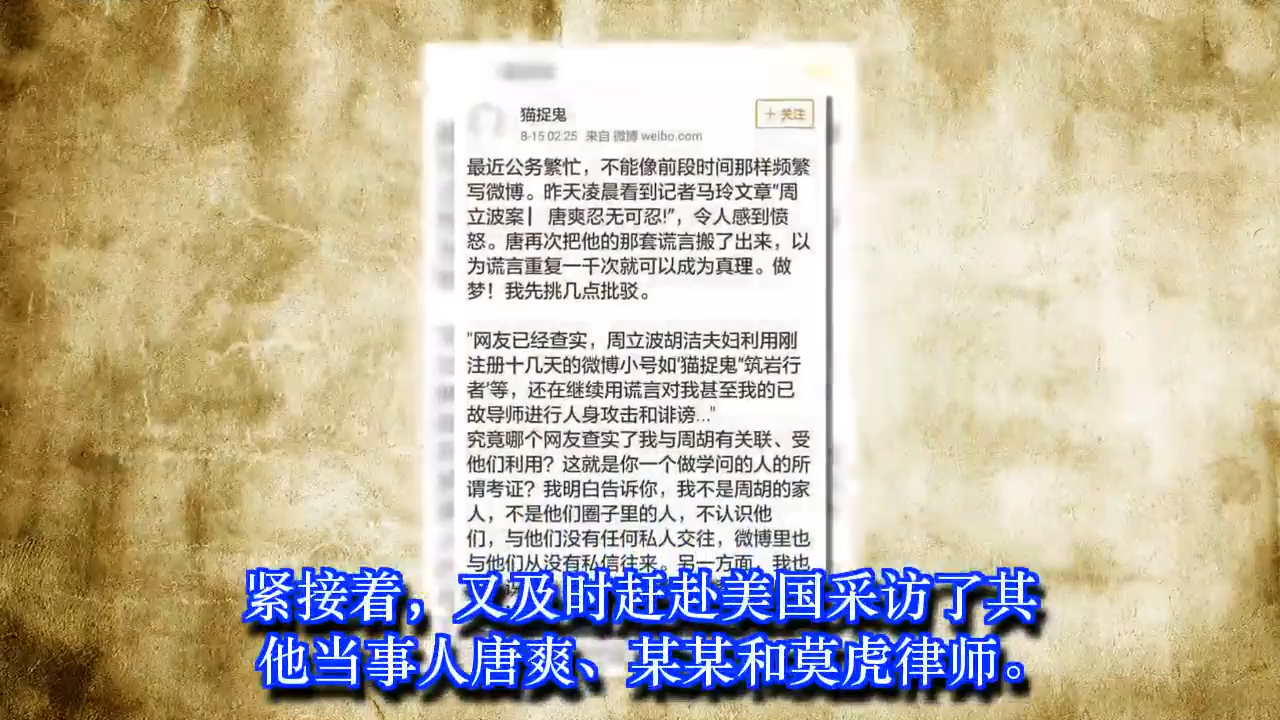 猫捉鬼
+ 关注
8-15 02:25 来自 微博 weibo.com
最近公务繁忙，不能像前段时间那样频繁
写微博。昨天凌晨看到记者马玲文章“周
立波案| 唐爽忍无可忍!”，令人感到愤
怒。唐再次把他的那套谎言搬了出来，以
为谎言重复一千次就可以成为真理。做
梦！我先挑几点批驳。
"网友已经查实，周立波胡洁夫妇利用刚
注册十几天的微博小号如‘猫捉鬼’‘筑岩行
者’等，还在继续用谎言对我甚至我的已
故导师进行人身攻击和诽谤..."
究竟哪个网友查实了我与周胡有关联、受
他们利用？这就是你一个做学问的人的所
谓考证？我明白告诉你，我不是周胡的家
人，不是他们圈子里的人，不认识他
们，与他们没有任何私人交往，微博里也
与他们从没有私信往来。另一方面，我也
紧接着，又及时赶赴美国采访了其
他当事人唐爽、某某和莫虎律师。